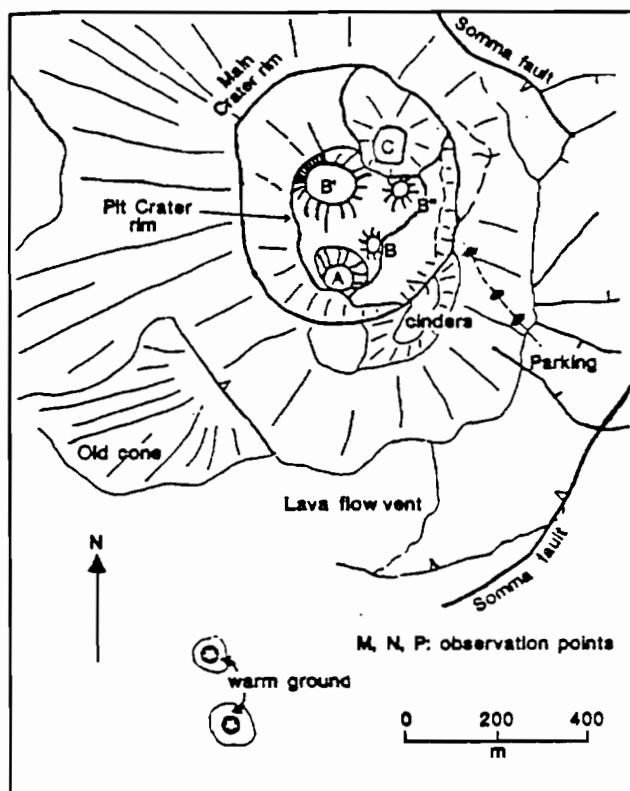 Somma fault
Main
Crater rim
C
B'
B"
Pit Crater
rim
B
A
cinders
Parking
Old cone
Lava flow vent
N
Somma fault
M, N, P: observation points
warm ground
0 200 400
m